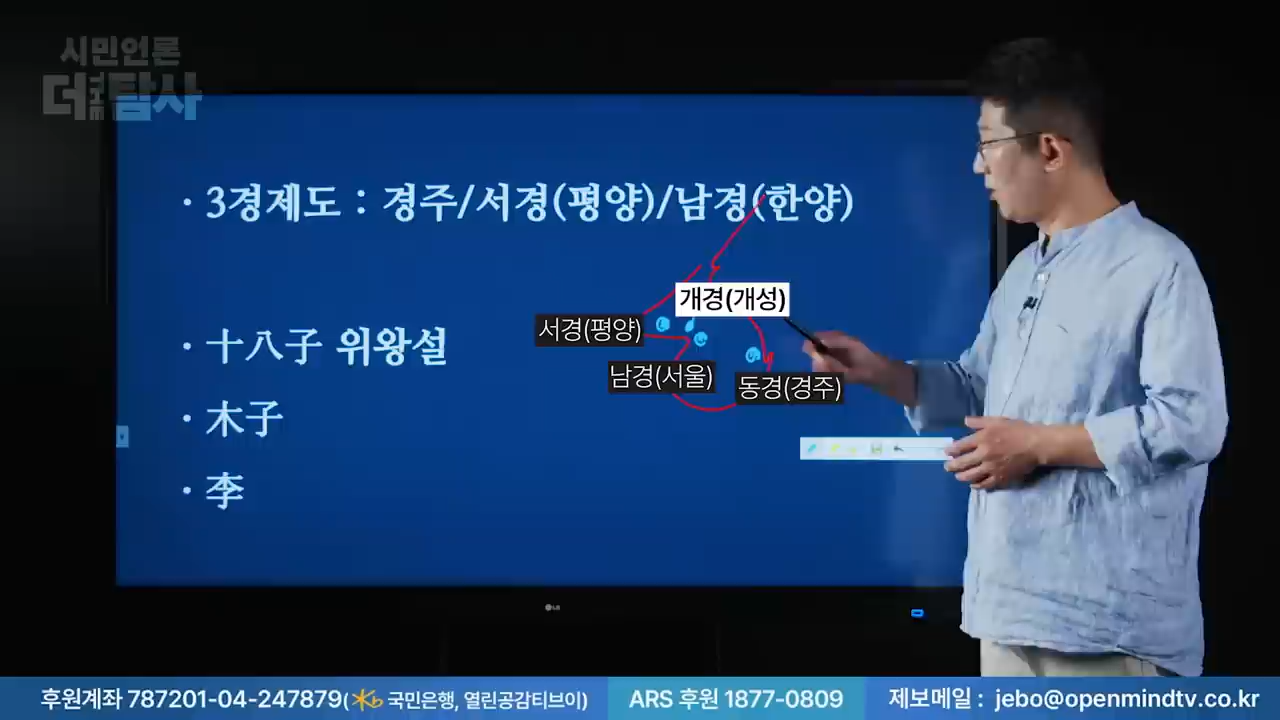 시민언론
더탐사
• 3경제도 : 경주/서경(평양)/남경(한양)
개경(개성)
서경(평양)
• 十八子 위왕설
남경(서울)
동경(경주)
• 木子
• 李
LG
후원계좌 787201-04-247879(국민은행, 열린공감티브이)
ARS 후원 1877-0809
제보메일 : jebo@openmindtv.co.kr